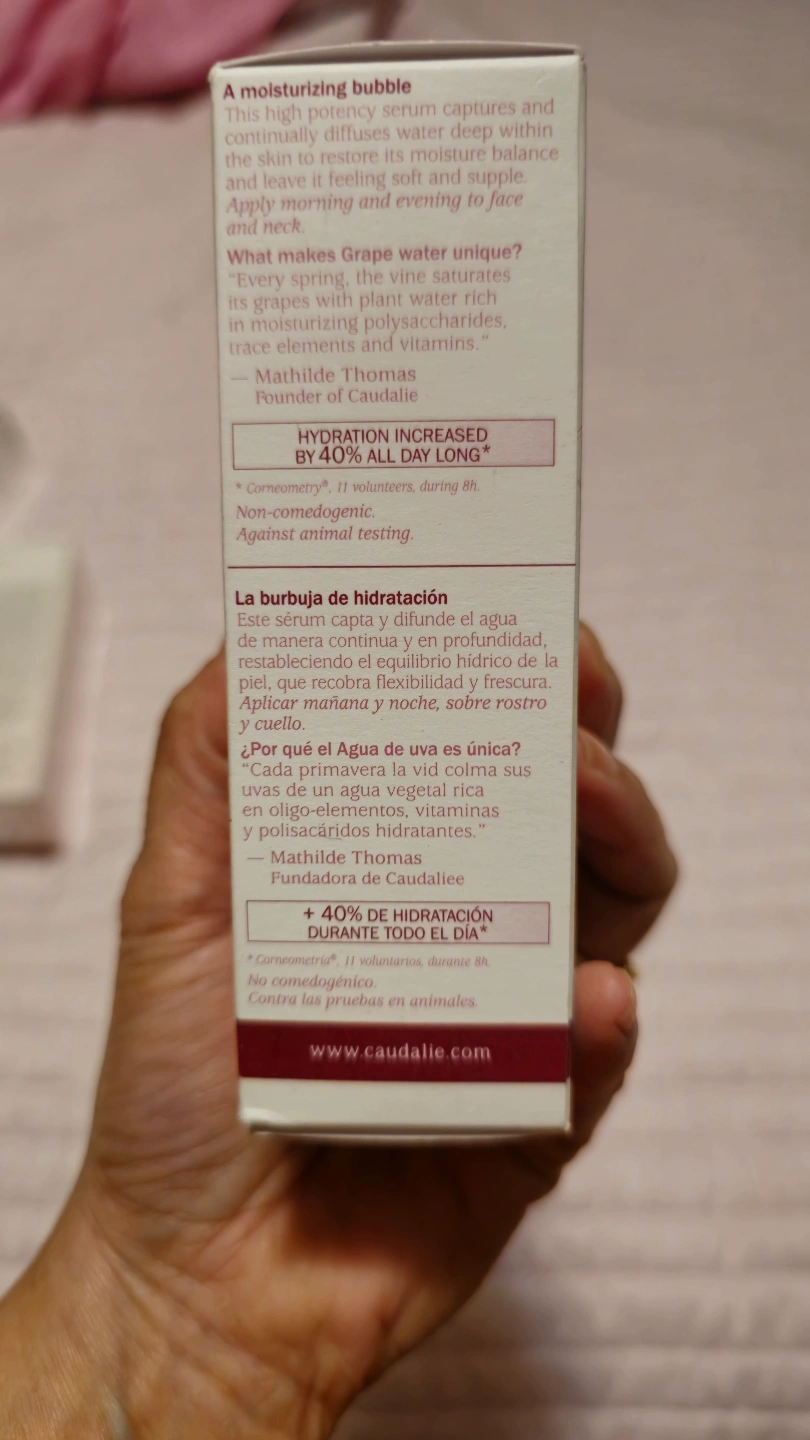 A moisturizing bubble
This high potency serum captures and
continually diffuses water deep within
the skin to restore its moisture balance
and leave it feeling soft and supple.
Apply morning and evening to face
and neck.
What makes Grape water unique?
“Every spring, the vine saturates
its grapes with plant water rich
in moisturizing polysaccharides,
trace elements and vitamins.”
— Mathilde Thomas
Founder of Caudalie
HYDRATION INCREASED
BY 40% ALL DAY LONG*
* Corneometry®, 11 volunteers, during 8h.
Non-comedogenic.
Against animal testing.
La burbuja de hidratación
Este sérum capta y difunde el agua
de manera continua y en profundidad,
restableciendo el equilibrio hídrico de la
piel, que recobra flexibilidad y frescura.
Aplicar mañana y noche, sobre rostro
y cuello.
¿Por qué el Agua de uva es única?
“Cada primavera la vid colma sus
uvas de un agua vegetal rica
en oligo-elementos, vitaminas
y polisacáridos hidratantes.”
— Mathilde Thomas
Fundadora de Caudaliee
+ 40% DE HIDRATACIÓN
DURANTE TODO EL DÍA*
* Corneometría®, 11 voluntarios, durante 8h.
No comedogénico.
Contra las pruebas en animales.
www.caudalie.com